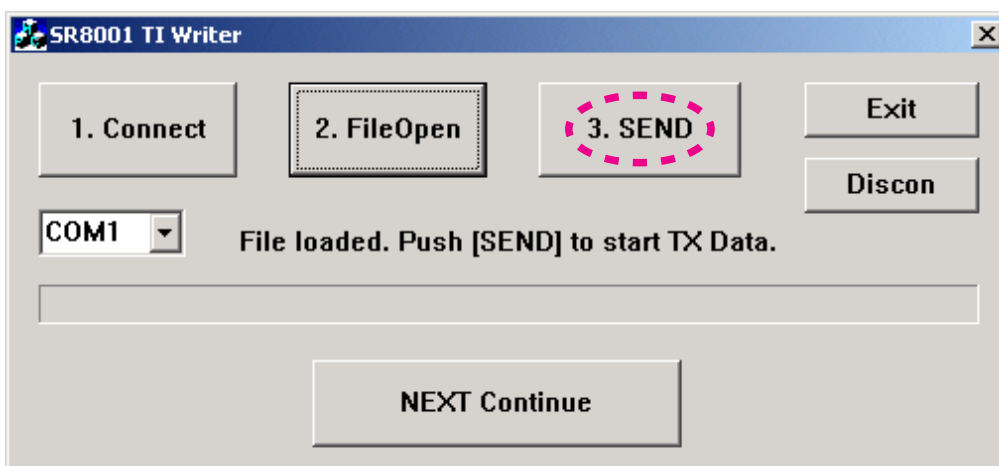 SR8001 TI Writer
1. Connect
2. FileOpen
3. SEND
Exit
Discon
COM1
File loaded. Push [SEND] to start TX Data.
NEXT Continue